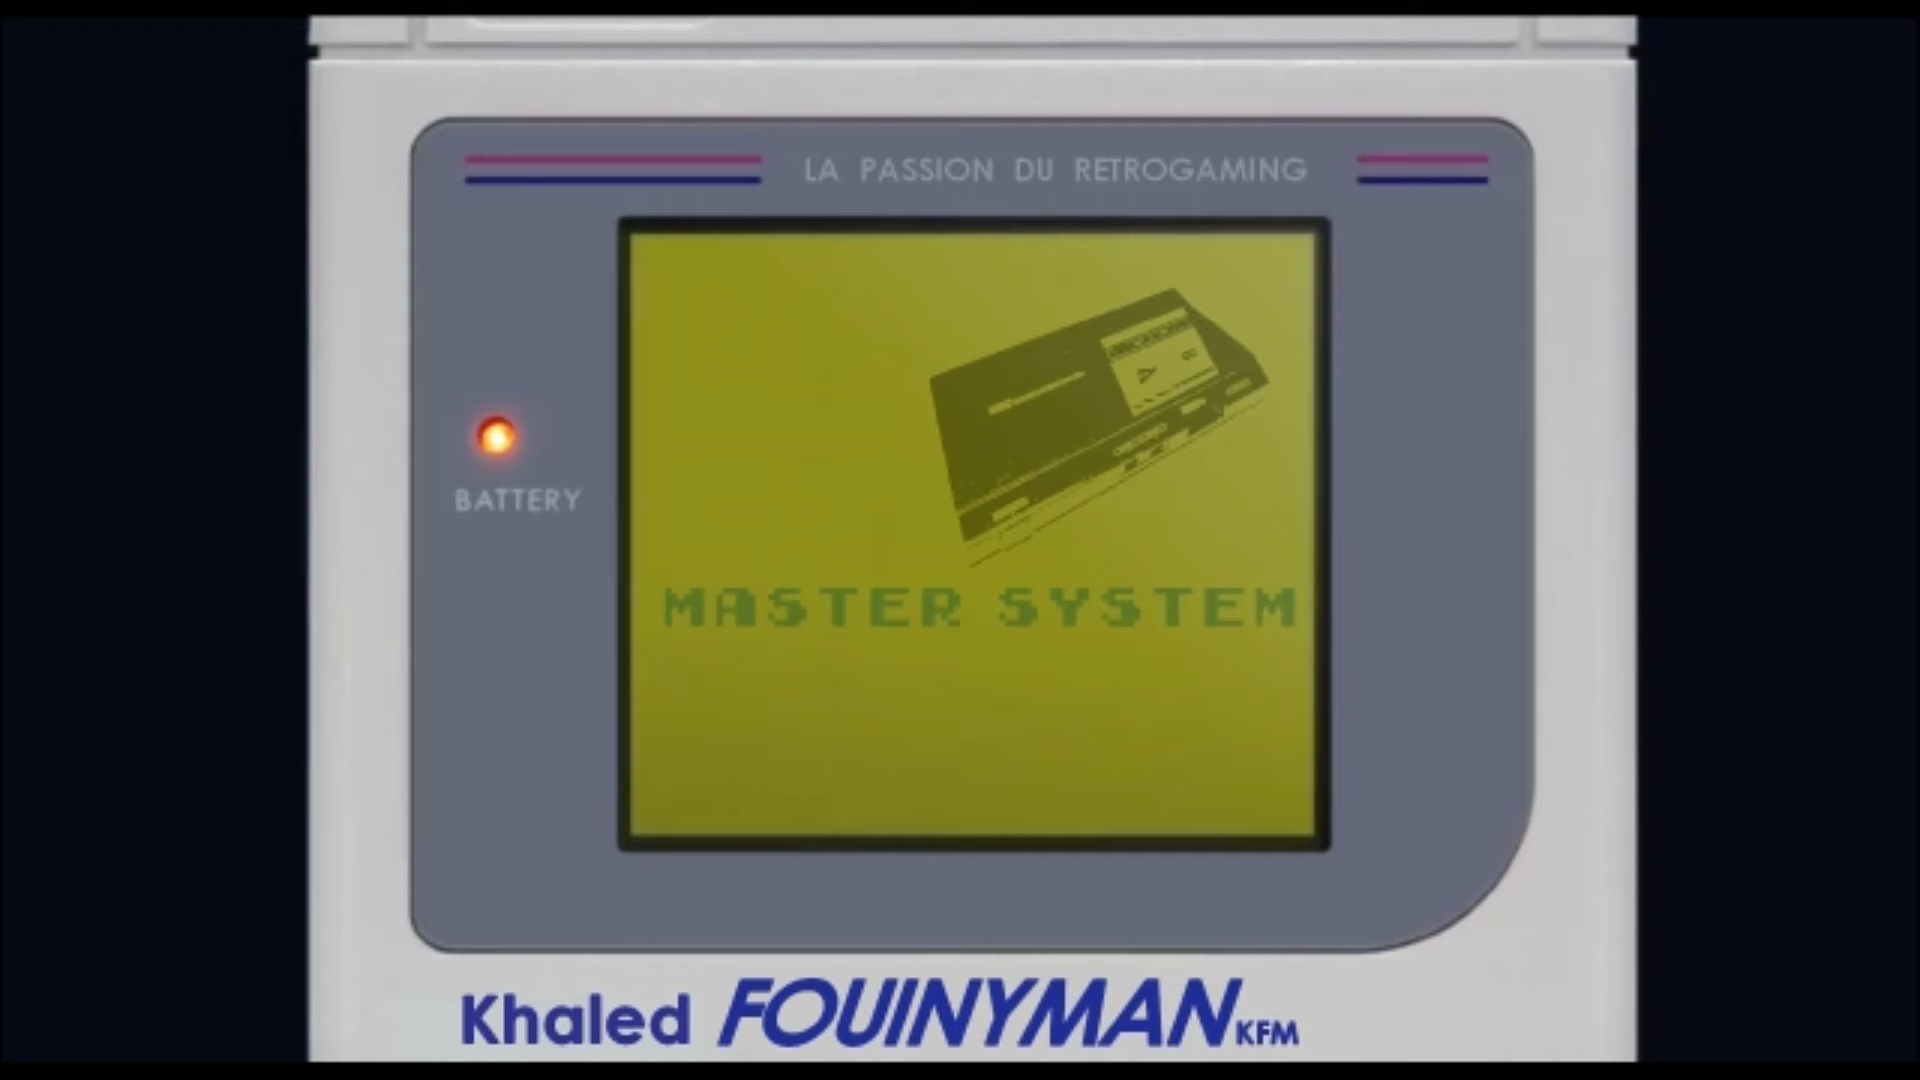 LA PASSION DU RETROGAMING
BATTERY
MASTER SYSTEM
Khaled FOUINYMAN KFM